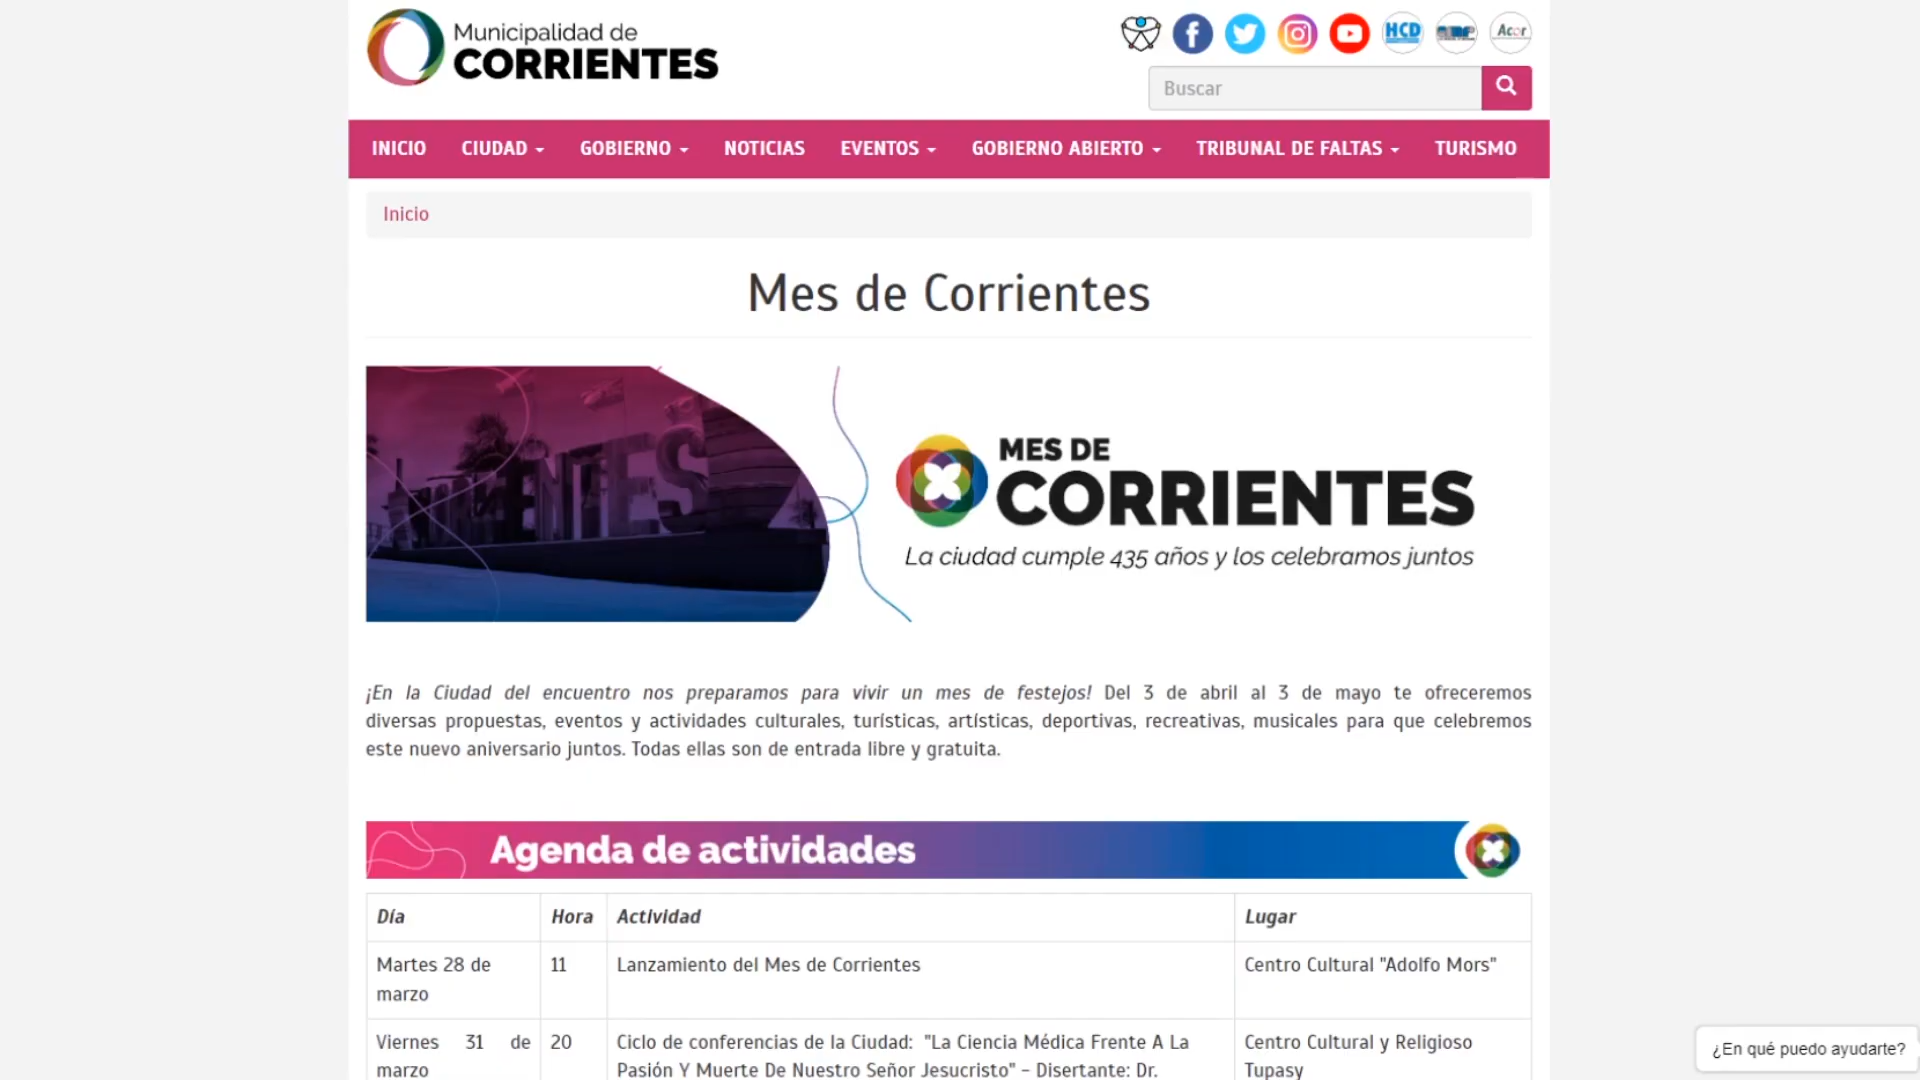 Municipalidad de
CORRIENTES
HCD
Acor
Buscar
INICIO CIUDAD GOBIERNO NOTICIAS EVENTOS GOBIERNO ABIERTO TRIBUNAL DE FALTAS TURISMO
Inicio
Mes de Corrientes
MES DE
CORRIENTES
La ciudad cumple 435 años y los celebramos juntos
¡En la Ciudad del encuentro nos preparamos para vivir un mes de festejos! Del 3 de abril al 3 de mayo te ofreceremos
diversas propuestas, eventos y actividades culturales, turísticas, artísticas, deportivas, recreativas, musicales para que celebremos
este nuevo aniversario juntos. Todas ellas son de entrada libre y gratuita.
Agenda de actividades
Día Hora Actividad Lugar
Martes 28 de 11 Lanzamiento del Mes de Corrientes Centro Cultural "Adolfo Mors"
marzo
Viernes 31 de 20 Ciclo de conferencias de la Ciudad: "La Ciencia Médica Frente A La Centro Cultural y Religioso
marzo Pasión Y Muerte De Nuestro Señor Jesucristo" - Disertante: Dr. Tupasy
¿En qué puedo ayudarte?